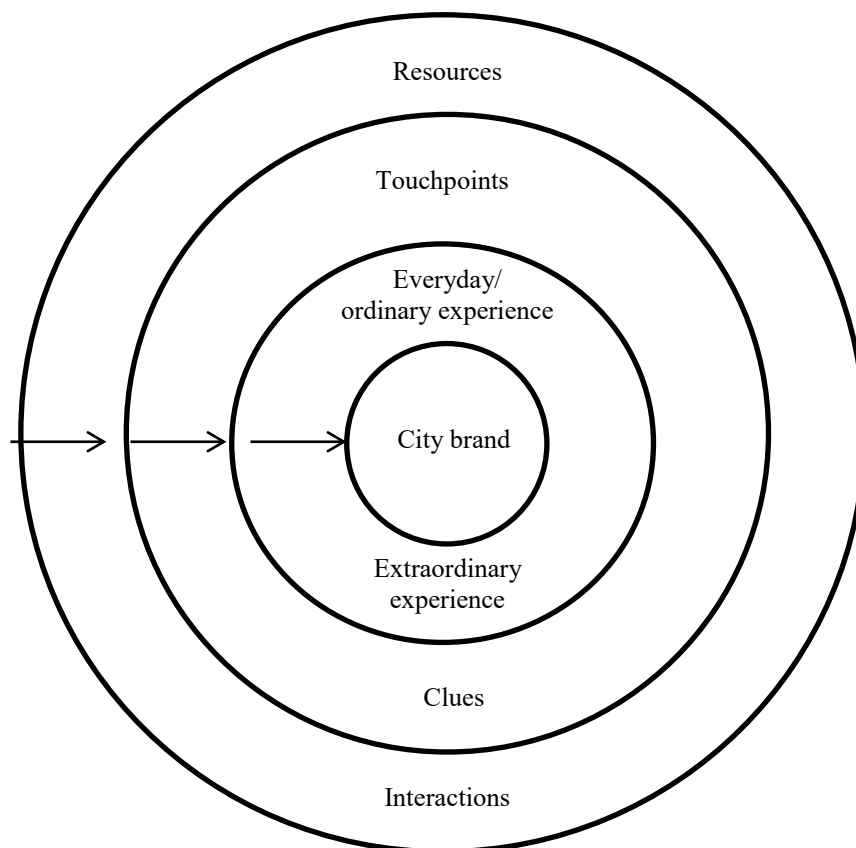 Resources
Touchpoints
Everyday/
ordinary experience
City brand
Extraordinary
experience
Clues
Interactions